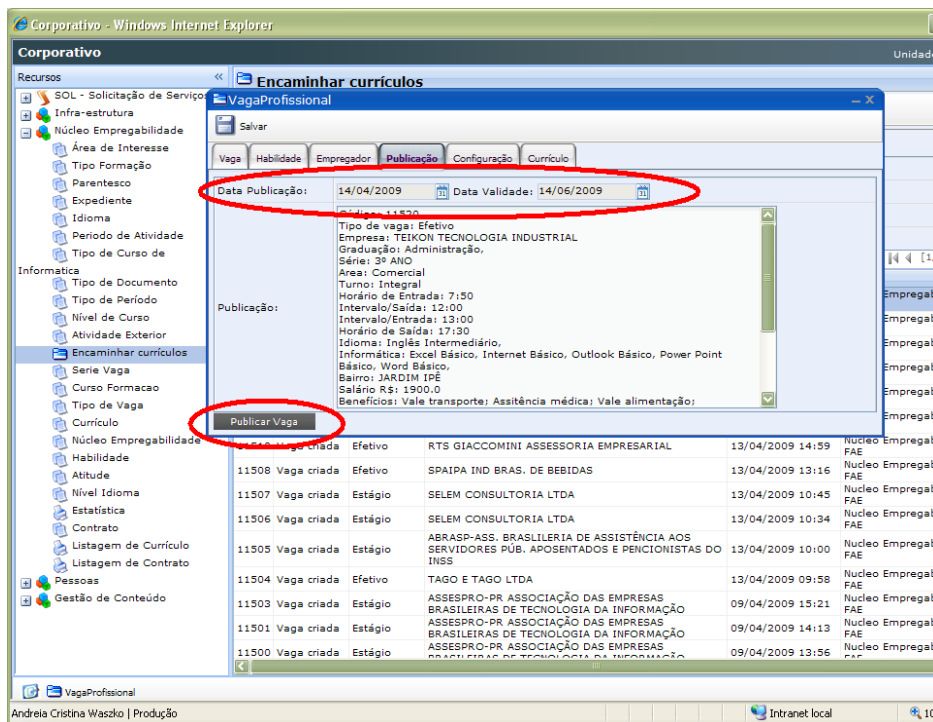 Corporativo - Windows Internet Explorer
Corporativo
Unidad
Recursos
«
Encaminhar currículos
SOL - Solicitação de Serviço
Infra-estrutura
Núcleo Empregabilidade
Área de Interesse
Tipo Formação
Parentesco
Expediente
Idioma
Periodo de Atividade
Tipo de Curso de
Informatica
Tipo de Documento
Tipo de Período
Nível de Curso
Atividade Exterior
Encaminhar currículos
Serie Vaga
Curso Formacao
Tipo de Vaga
Currículo
Núcleo Empregabilidade
Habilidade
Atitude
Nível Idioma
Estatística
Contrato
Listagem de Currículo
Listagem de Contrato
Pessoas
Gestão de Conteúdo
VagaProfissional
Salvar
Vaga Habilidade Empregador Publicação Configuração Currículo
Data Publicação: 14/04/2009 Data Validade: 14/06/2009
Publicação:
Código: 11520
Tipo de vaga: Efetivo
Empresa: TEIKON TECNOLOGIA INDUSTRIAL
Graduação: Administração,
Série: 3º ANO
Area: Comercial
Turno: Integral
Horário de Entrada: 7:50
Intervalo/Saída: 12:00
Intervalo/Entrada: 13:00
Horário de Saída: 17:30
Idioma: Inglês Intermediário,
Informática: Excel Básico, Internet Básico, Outlook Básico, Power Point
Básico, Word Básico,
Bairro: JARDIM IPÊ
Salário R$: 1900.0
Benefícios: Vale transporte; Assitência médica; Vale alimentação;
Publicar Vaga
[1,
Empregab
Empregab
Empregab
Empregab
Empregab
Empregab
Vaga criada Efetivo RTS GIACCOMINI ASSESSORIA EMPRESARIAL 13/04/2009 14:59 Nucleo Empregab
FAE
11508 Vaga criada Efetivo SPAIPA IND BRAS. DE BEBIDAS 13/04/2009 13:16 Nucleo Empregab
FAE
11507 Vaga criada Estágio SELEM CONSULTORIA LTDA 13/04/2009 10:45 Nucleo Empregab
FAE
11506 Vaga criada Estágio SELEM CONSULTORIA LTDA 13/04/2009 10:34 Nucleo Empregab
FAE
ABRASP-ASS. BRASLILERIA DE ASSISTÊNCIA AOS
11505 Vaga criada Estágio SERVIDORES PÚB. APOSENTADOS E PENCIONISTAS DO 13/04/2009 10:00 Nucleo Empregab
INSS FAE
11504 Vaga criada Efetivo TAGO E TAGO LTDA 13/04/2009 09:58 Nucleo Empregab
FAE
11503 Vaga criada Estágio ASSESPRO-PR ASSOCIAÇÃO DAS EMPRESAS 09/04/2009 15:21 Nucleo Empregab
BRASILEIRAS DE TECNOLOGIA DA INFORMAÇÃO FAE
11501 Vaga criada Estágio ASSESPRO-PR ASSOCIAÇÃO DAS EMPRESAS 09/04/2009 14:13 Nucleo Empregab
BRASILEIRAS DE TECNOLOGIA DA INFORMAÇÃO FAE
11500 Vaga criada Estágio ASSESPRO-PR ASSOCIAÇÃO DAS EMPRESAS 09/04/2009 13:56 Nucleo Empregab
BRASILEIRAS DE TECNOLOGIA DA INFORMAÇÃO FAE
VagaProfissional
Andreia Cristina Waszko | Produção
Intranet local
10